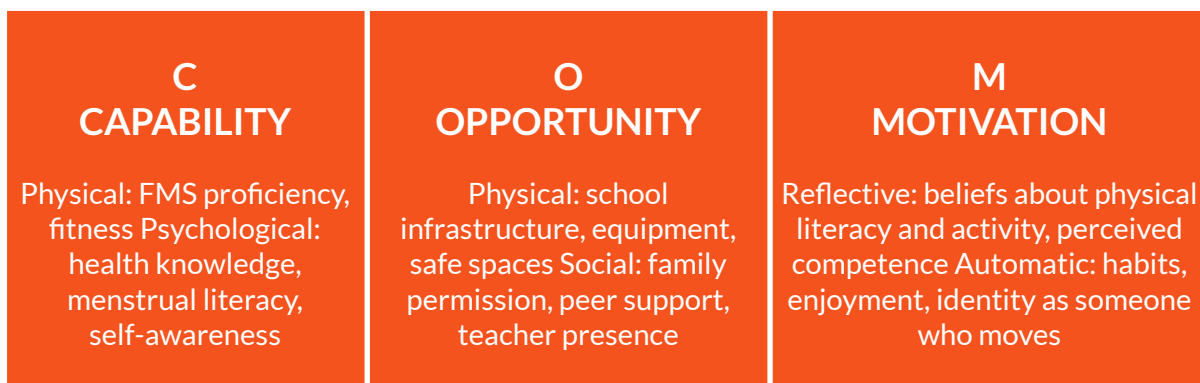 C
CAPABILITY
Physical: FMS proficiency,
fitness Psychological:
health knowledge,
menstrual literacy,
self-awareness
O
OPPORTUNITY
Physical: school
infrastructure, equipment,
safe spaces Social: family
permission, peer support,
teacher presence
M
MOTIVATION
Reflective: beliefs about physical
literacy and activity, perceived
competence Automatic: habits,
enjoyment, identity as someone
who moves